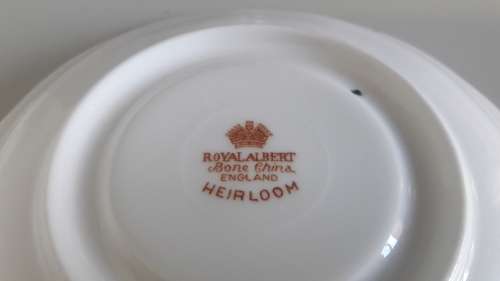 ROYAL ALBERT
Bone China
ENGLAND
HEIRLOOM